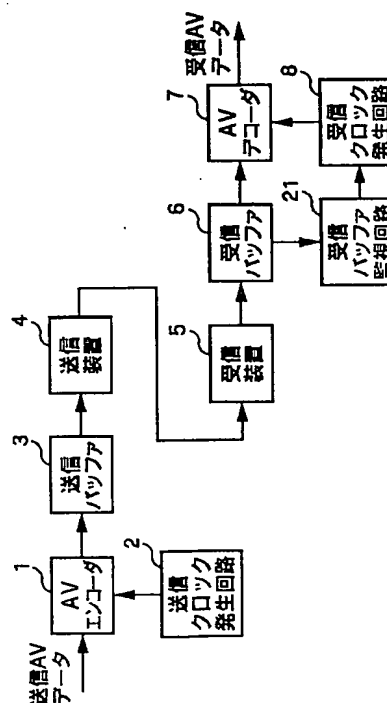 送信AV
データ
1
AV
エンコーダ
2
送信
クロック
発生回路
3
送信
バッファ
4
送信
装置
5
受信
装置
6
受信
バッファ
7
AV
デコーダ
受信AV
データ
21
受信
バッファ
監視回路
8
受信
クロック
発生回路